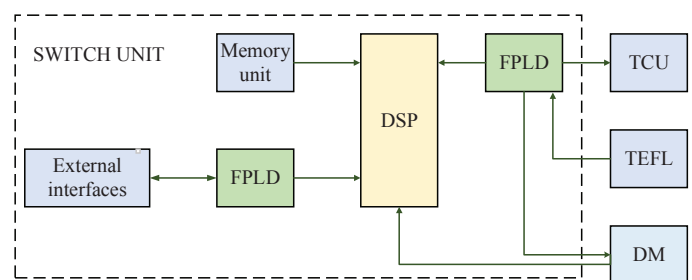 SWITCH UNIT
Memory
unit
DSP
FPLD
TCU
External
interfaces
FPLD
TEFL
DM